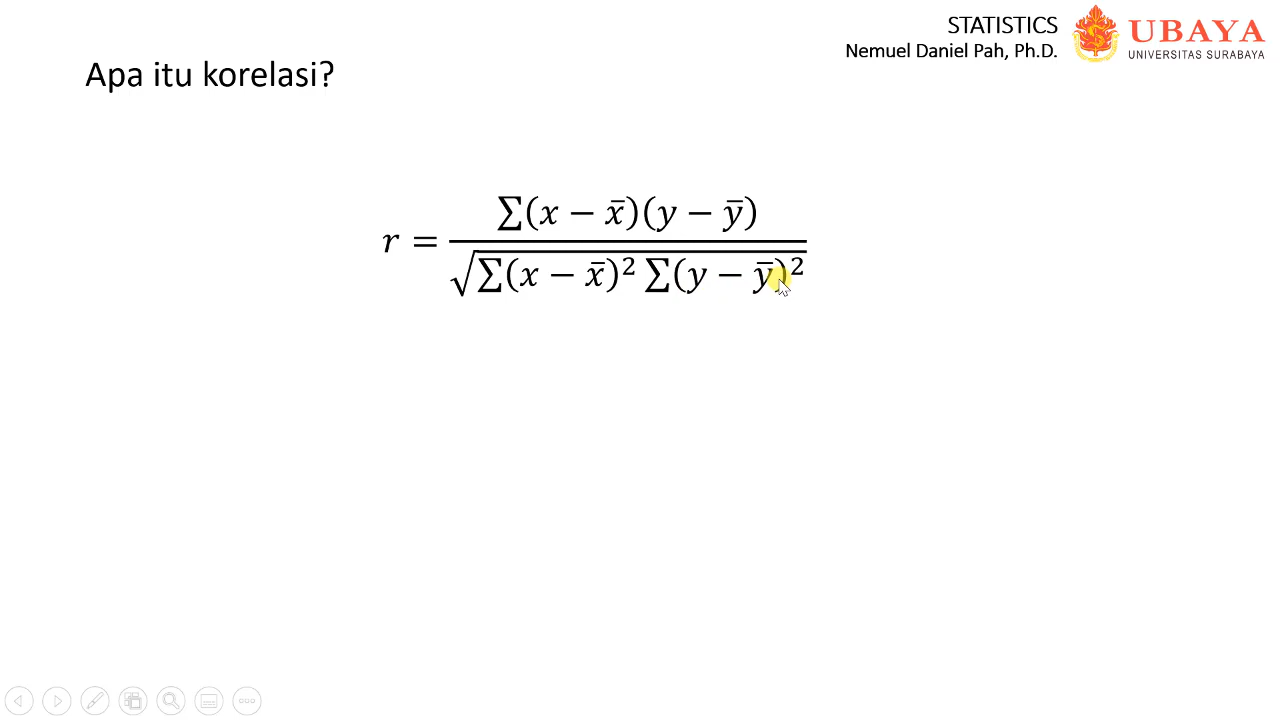 STATISTICS
Nemuel Daniel Pah, Ph.D.
UBAYA
UNIVERSITAS SURABAYA
Apa itu korelasi?
r = ∑(x − x̄)(y − ȳ) / √∑(x − x̄)² ∑(y − ȳ)²